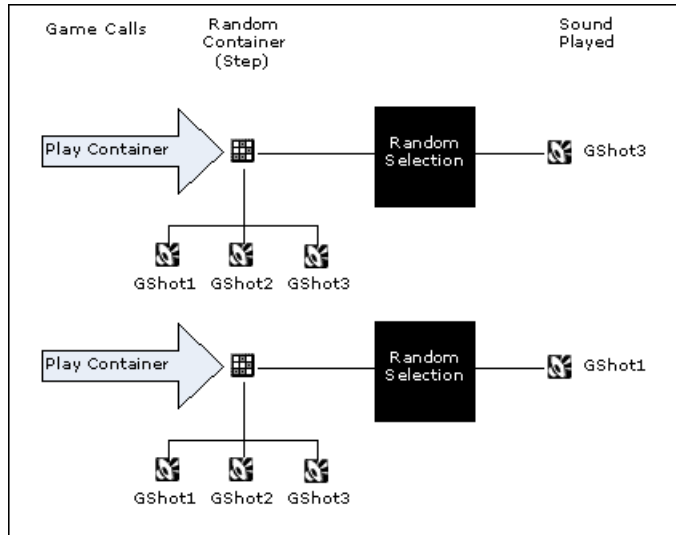 Game Calls
Random
Container
(Step)
Sound
Played
Play Container
Random
Selection
GShot3
GShot1 GShot2 GShot3
Play Container
Random
Selection
GShot1
GShot1 GShot2 GShot3